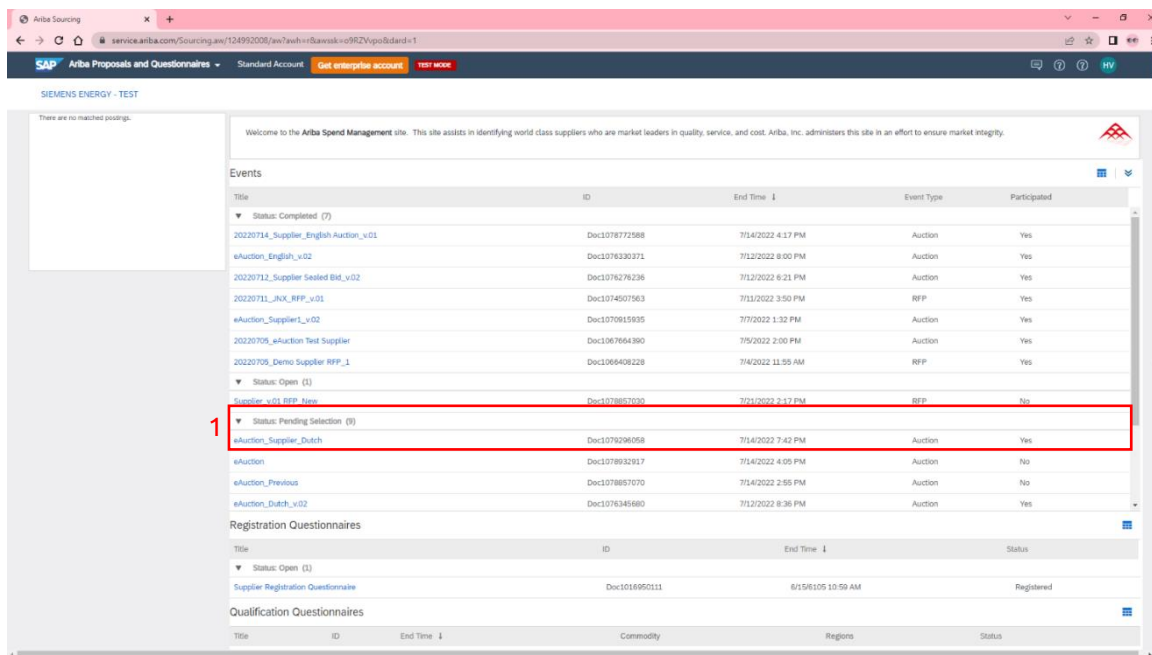 Ariba Sourcing
service.ariba.com/Sourcing.aw/124992008/aw?awh=r&awssk=o9RZVvpo&dard=1
SAP Ariba Proposals and Questionnaires Standard Account Get enterprise account TEST MODE HV
SIEMENS ENERGY - TEST
There are no matched postings.
Welcome to the Ariba Spend Management site. This site assists in identifying world class suppliers who are market leaders in quality, service, and cost. Ariba, Inc. administers this site in an effort to ensure market integrity.
Events
Title ID End Time ↓ Event Type Participated
▼ Status: Completed (7)
20220714_Supplier_English Auction_v.01 Doc1078772588 7/14/2022 4:17 PM Auction Yes
eAuction_English_v.02 Doc1076330371 7/12/2022 8:00 PM Auction Yes
20220712_Supplier Sealed Bid_v.02 Doc1076276236 7/12/2022 6:21 PM Auction Yes
20220711_JNX_RFP_v.01 Doc1074507563 7/11/2022 3:50 PM RFP Yes
eAuction_Supplier1_v.02 Doc1070915935 7/7/2022 1:32 PM Auction Yes
20220705_eAuction Test Supplier Doc1067664390 7/5/2022 2:00 PM Auction Yes
20220705_Demo Supplier RFP_1 Doc1066408228 7/4/2022 11:55 AM RFP Yes
▼ Status: Open (1)
Supplier_v.01 RFP_New Doc1078857030 7/21/2022 2:17 PM RFP No
1
▼ Status: Pending Selection (9)
eAuction_Supplier_Dutch Doc1079296058 7/14/2022 7:42 PM Auction Yes
eAuction Doc1078932917 7/14/2022 4:05 PM Auction No
eAuction_Previous Doc1078857070 7/14/2022 2:55 PM Auction No
eAuction_Dutch_v.02 Doc1076345680 7/12/2022 8:36 PM Auction Yes
Registration Questionnaires
Title ID End Time ↓ Status
▼ Status: Open (1)
Supplier Registration Questionnaire Doc1016950111 6/15/6105 10:59 AM Registered
Qualification Questionnaires
Title ID End Time ↓ Commodity Regions Status